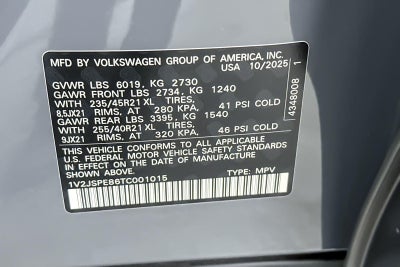 MFD BY VOLKSWAGEN GROUP OF AMERICA, INC.
USA 10/2025
GVWR LBS 6019, KG 2730
GAWR FRONT LBS 2734, KG 1240
WITH 235/45R21 XL TIRES,
8,5JX21 RIMS, AT 280 KPA, 41 PSI COLD
GAWR REAR LBS 3395, KG 1540
WITH 255/40R21 XL TIRES,
9JX21 RIMS, AT 320 KPA, 46 PSI COLD
THIS VEHICLE CONFORMS TO ALL APPLICABLE
U.S. FEDERAL MOTOR VEHICLE SAFETY
STANDARDS IN EFFECT ON THE DATE OF
MANUFACTURE SHOWN ABOVE.
1V2JSPE86TC001015 TYPE: MPV
4348008 1